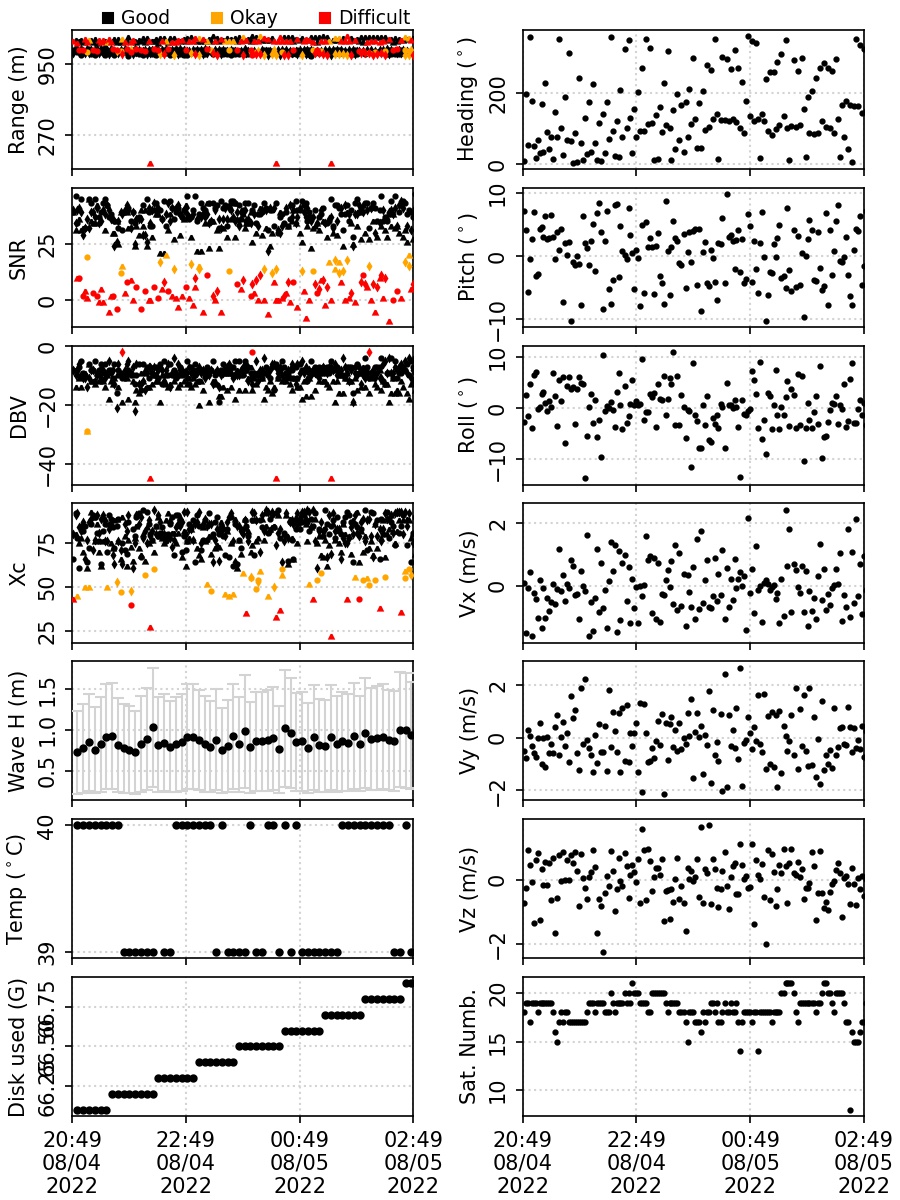 Good Okay Difficult
Range (m)
950
270
Heading (°)
200
0
SNR
25
0
Pitch (°)
10
0
−10
DBV
0
−20
−40
Roll (°)
10
0
−10
Xc
75
50
25
Vx (m/s)
2
0
Wave H (m)
1.5
1.0
0.5
Vy (m/s)
2
0
−2
Temp (°C)
40
39
Vz (m/s)
0
−2
Disk used (G)
Sat. Numb.
20
15
10
20:49 22:49 00:49 02:49
08/04 08/04 08/05 08/05
2022 2022 2022 2022
20:49 22:49 00:49 02:49
08/04 08/04 08/05 08/05
2022 2022 2022 2022